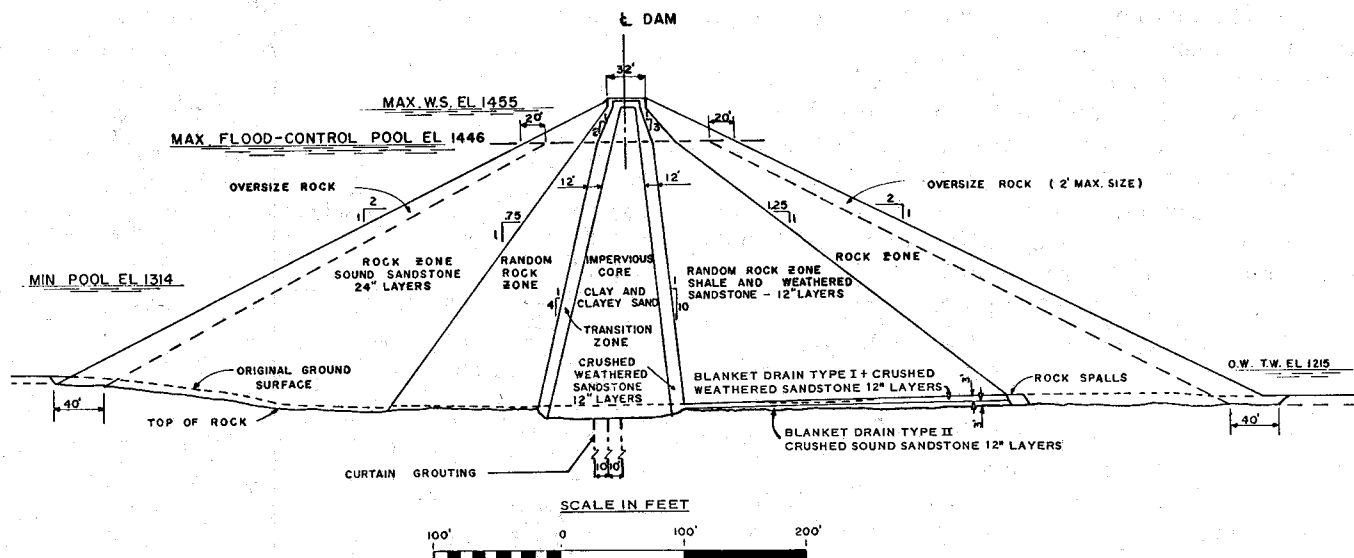 ℄ DAM
32'
MAX. W.S. EL 1455
MAX. FLOOD-CONTROL POOL EL 1446
20'
2
1
3
20'
OVERSIZE ROCK
12'
12'
OVERSIZE ROCK ( 2' MAX. SIZE )
2
1
.75
1
1.25
1
2
1
MIN POOL EL 1314
ROCK ZONE
SOUND SANDSTONE
24" LAYERS
RANDOM
ROCK
ZONE
IMPERVIOUS
CORE
CLAY AND
CLAYEY SAND
1
4
1
10
RANDOM ROCK ZONE
SHALE AND WEATHERED
SANDSTONE - 12" LAYERS
ROCK ZONE
TRANSITION
ZONE
ORIGINAL GROUND
SURFACE
CRUSHED
WEATHERED
SANDSTONE
12" LAYERS
BLANKET DRAIN TYPE I + CRUSHED
WEATHERED SANDSTONE 12" LAYERS
3'
3'
ROCK SPALLS
O.W. T.W. EL 1215
40'
TOP OF ROCK
BLANKET DRAIN TYPE II
CRUSHED SOUND SANDSTONE 12" LAYERS
40'
CURTAIN GROUTING
10'
10'
SCALE IN FEET
100'
0
100'
200'